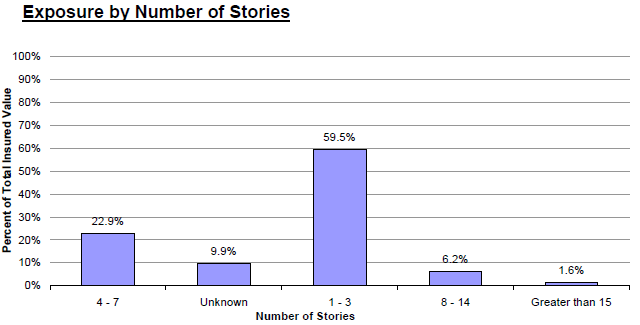 Exposure by Number of Stories
Percent of Total Insured Value
100%
90%
80%
70%
60%
50%
40%
30%
20%
10%
0%
22.9%
9.9%
59.5%
6.2%
1.6%
4 - 7
Unknown
1 - 3
8 - 14
Greater than 15
Number of Stories